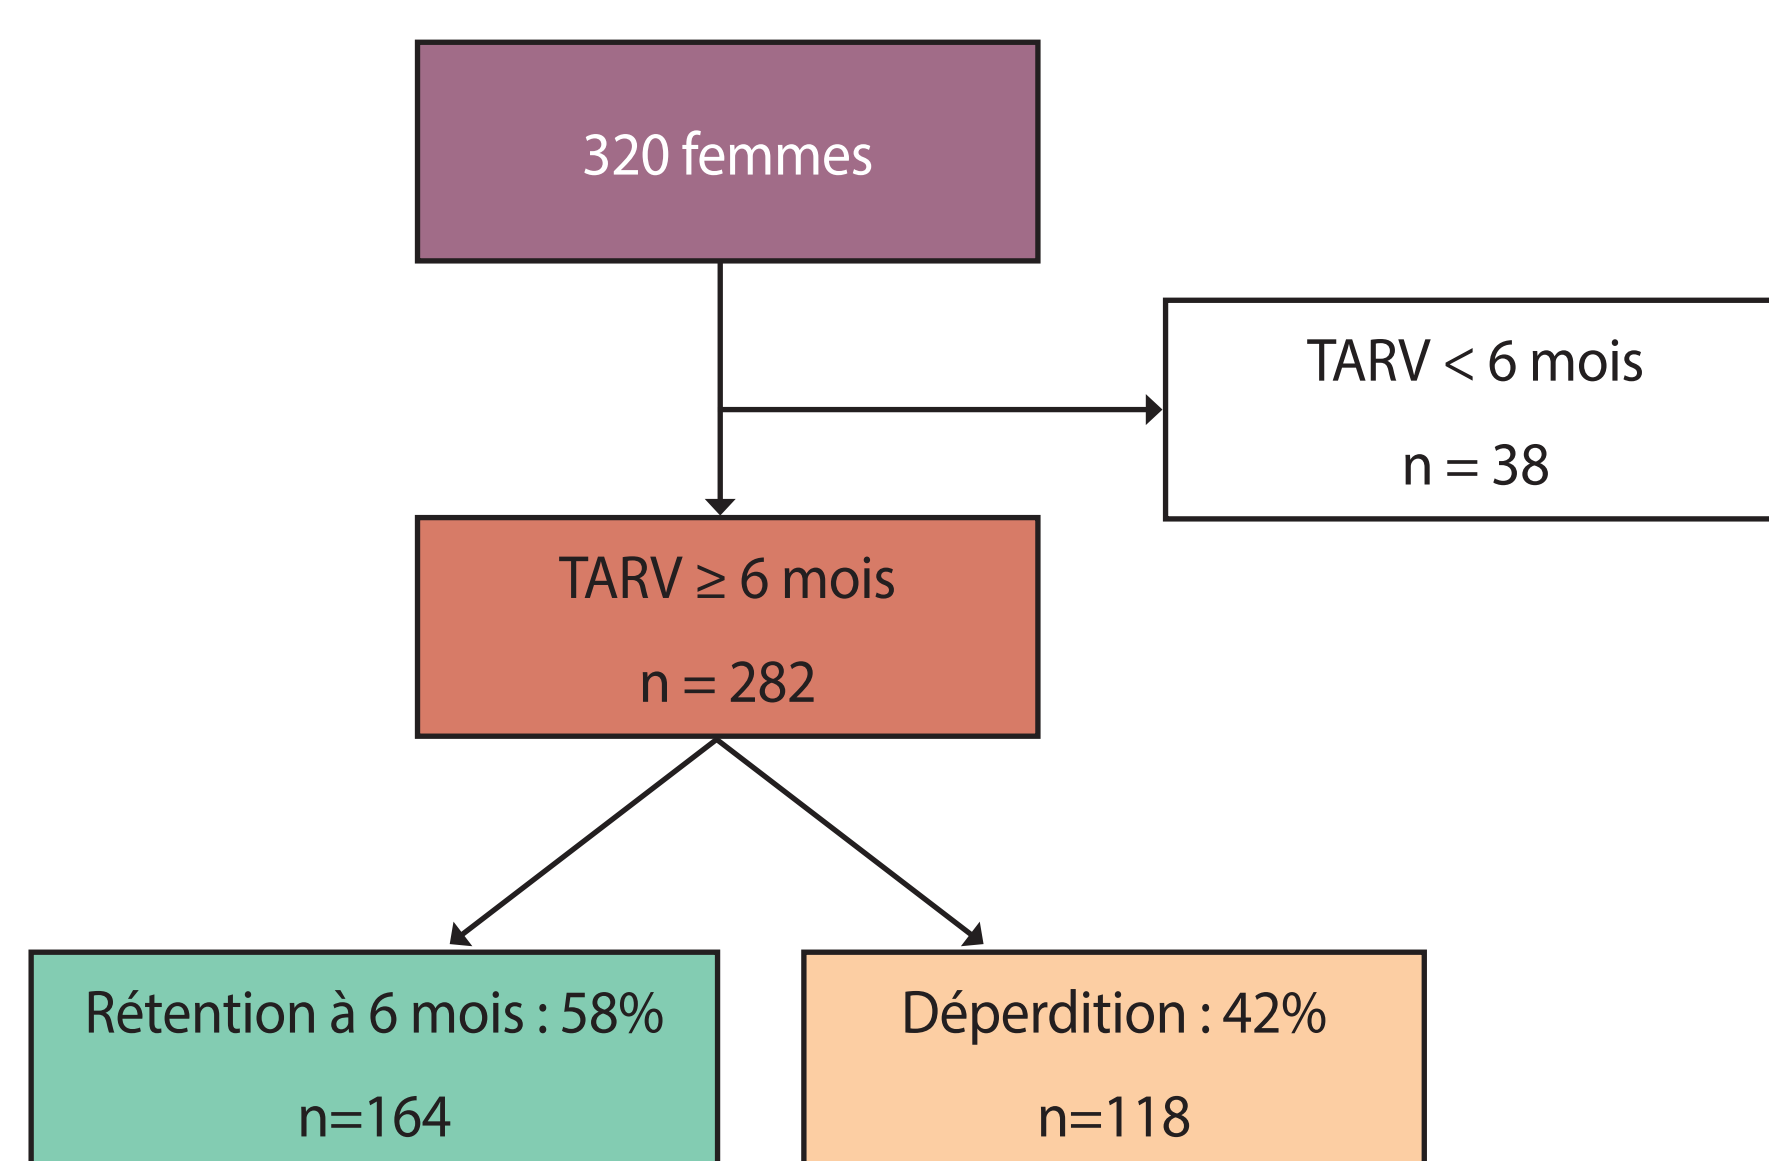 320 femmes
TARV < 6 mois
n = 38
TARV ≥ 6 mois
n = 282
Rétention à 6 mois : 58%
n=164
Déperdition : 42%
n=118